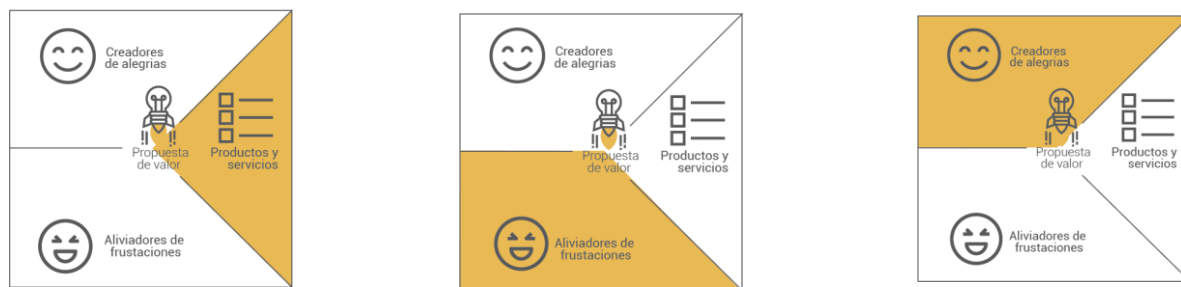 Creadores
de alegrias
Propuesta
de valor
Productos y
servicios
Aliviadores de
frustaciones
Creadores
de alegrias
Propuesta
de valor
Productos y
servicios
Aliviadores de
frustaciones
Creadores
de alegrias
Propuesta
de valor
Productos y
servicios
Aliviadores de
frustaciones